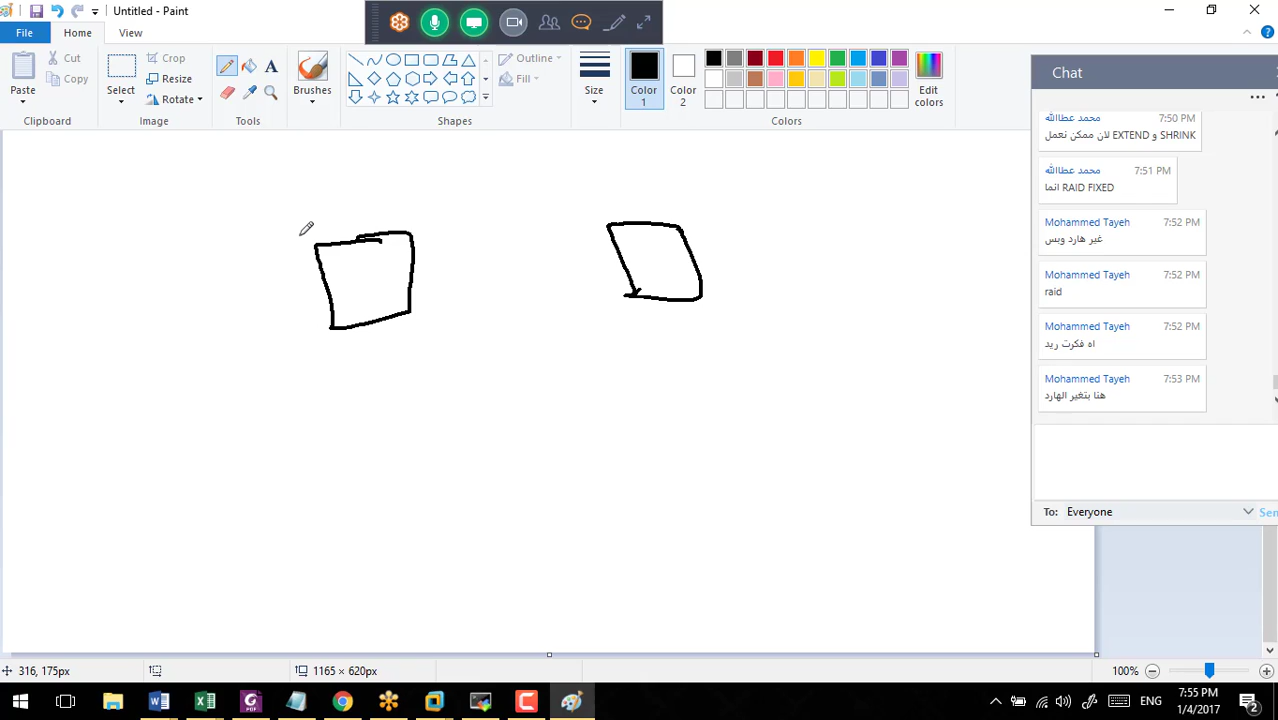 Untitled - Paint
File
Home
View
Paste
Cut
Copy
Clipboard
Select
Crop
Resize
Rotate
Image
Tools
Brushes
Shapes
Outline
Fill
Size
Color
1
Color
2
Edit
colors
Colors
Chat
محمد عطاالله 7:50 PM
لان ممكن نعمل EXTEND و SHRINK
محمد عطاالله 7:51 PM
انما RAID FIXED
Mohammed Tayeh 7:52 PM
غير هارد وبس
Mohammed Tayeh 7:52 PM
raid
Mohammed Tayeh 7:52 PM
اه فكرت ريد
Mohammed Tayeh 7:53 PM
هنا بتغير الهارد
To: Everyone
Sen
316, 175px
1165 × 620px
100%
ENG
7:55 PM
1/4/2017
2